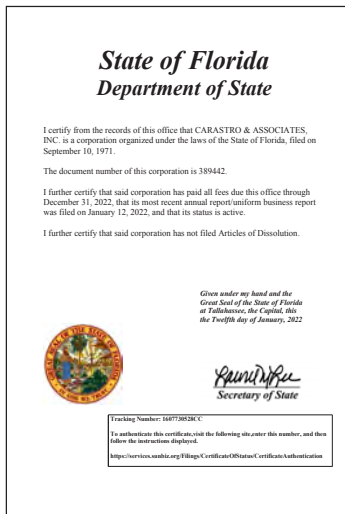 State of Florida
Department of State
I certify from the records of this office that CARASTRO & ASSOCIATES,
INC. is a corporation organized under the laws of the State of Florida, filed on
September 10, 1971.
The document number of this corporation is 389442.
I further certify that said corporation has paid all fees due this office through
December 31, 2022, that its most recent annual report/uniform business report
was filed on January 12, 2022, and that its status is active.
I further certify that said corporation has not filed Articles of Dissolution.
Given under my hand and the
Great Seal of the State of Florida
at Tallahassee, the Capital, this
the Twelfth day of January, 2022
Secretary of State
Tracking Number: 1607730528CC
To authenticate this certificate,visit the following site,enter this number, and then
follow the instructions displayed.
https://services.sunbiz.org/Filings/CertificateOfStatus/CertificateAuthentication